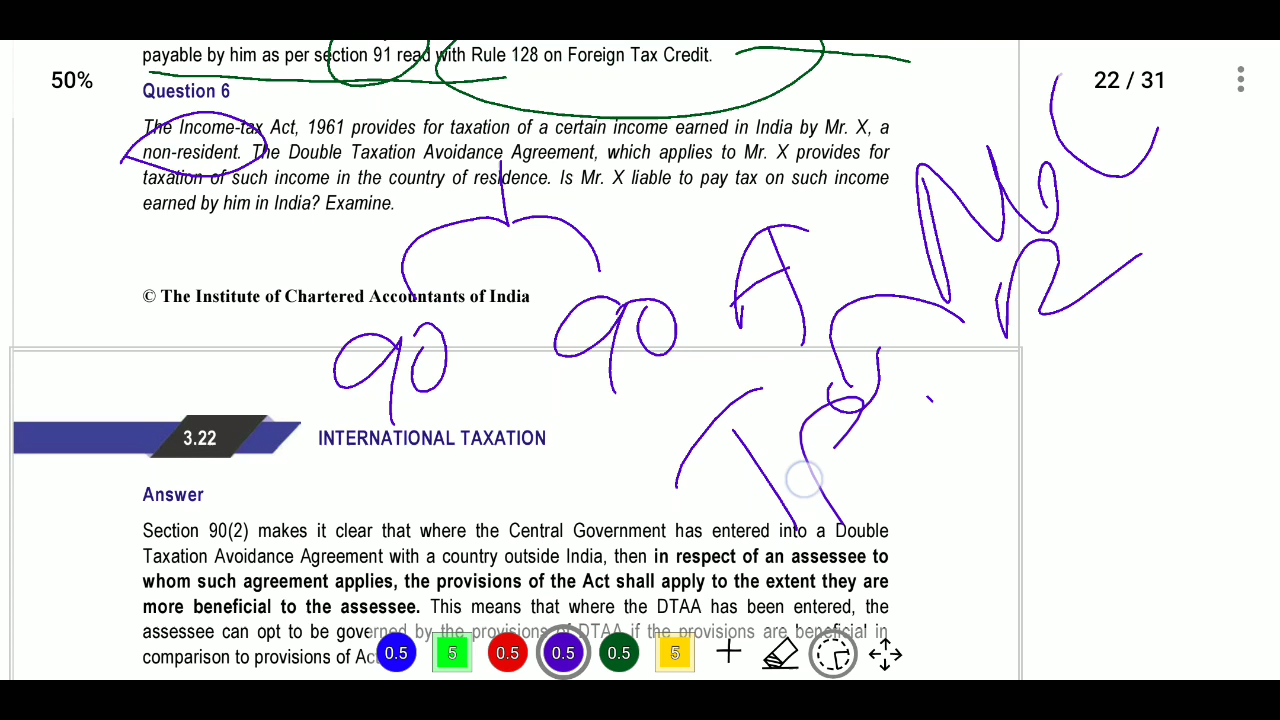 payable by him as per section 91 read with Rule 128 on Foreign Tax Credit.
50%
22 / 31
Question 6
The Income-tax Act, 1961 provides for taxation of a certain income earned in India by Mr. X, a
non-resident. The Double Taxation Avoidance Agreement, which applies to Mr. X provides for
taxation of such income in the country of residence. Is Mr. X liable to pay tax on such income
earned by him in India? Examine.
© The Institute of Chartered Accountants of India
90
90 A
3.22 INTERNATIONAL TAXATION
Answer
Section 90(2) makes it clear that where the Central Government has entered into a Double
Taxation Avoidance Agreement with a country outside India, then in respect of an assessee to
whom such agreement applies, the provisions of the Act shall apply to the extent they are
more beneficial to the assessee. This means that where the DTAA has been entered, the
assessee can opt to be governed by the provisions of DTAA if the provisions are beneficial in
comparison to provisions of Act
0.5 5 0.5 0.5 0.5 5